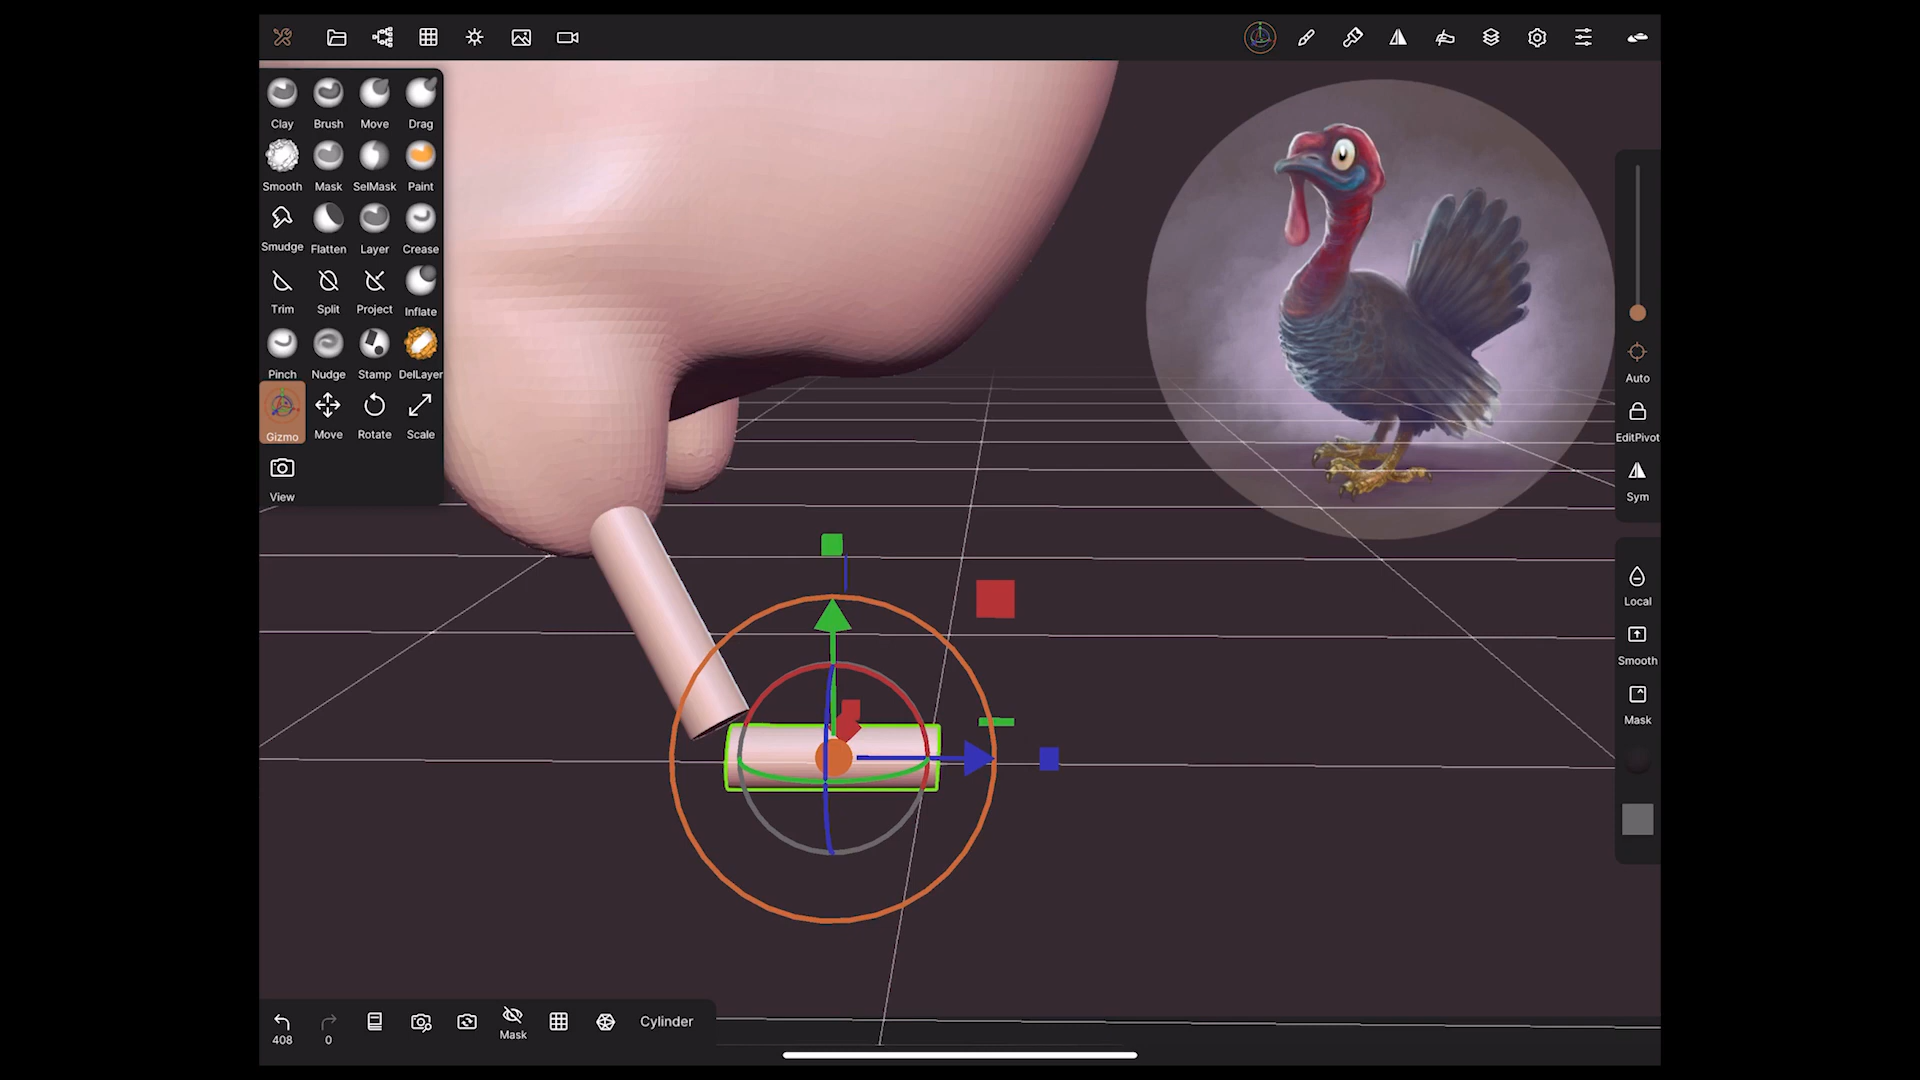 Clay Brush Move Drag
Smooth Mask SelMask Paint
Smudge Flatten Layer Crease
Trim Split Project Inflate
Pinch Nudge Stamp DelLayer
Gizmo Move Rotate Scale
View
Auto
EditPivot
Sym
Local
Smooth
Mask
408 0 Mask Cylinder